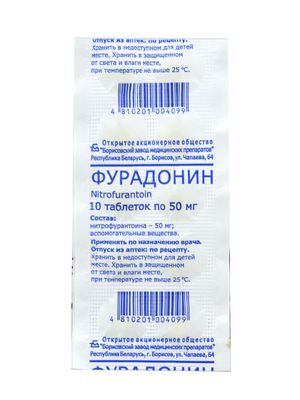 Отпуск из аптек: по рецепту.
Хранить в недоступном для детей
месте. Хранить в защищенном
от света и влаги месте,
при температуре не выше 25 °С.
4 810201 004099
Открытое акционерное общество
"Борисовский завод медицинских препаратов"
Республика Беларусь, г. Борисов, ул. Чапаева, 64
ФУРАДОНИН
Nitrofurantoin
10 таблеток по 50 мг
Состав:
нитрофурантоина – 50 мг;
вспомогательные вещества.
Применять по назначению врача.
Отпуск из аптек: по рецепту.
Хранить в недоступном для детей
месте. Хранить в защищенном
от света и влаги месте,
при температуре не выше 25 °С.
4 810201 004099
Открытое акционерное общество
"Борисовский завод медицинских препаратов"
Республика Беларусь, г. Борисов, ул. Чапаева, 64
ФУРАДОНИН